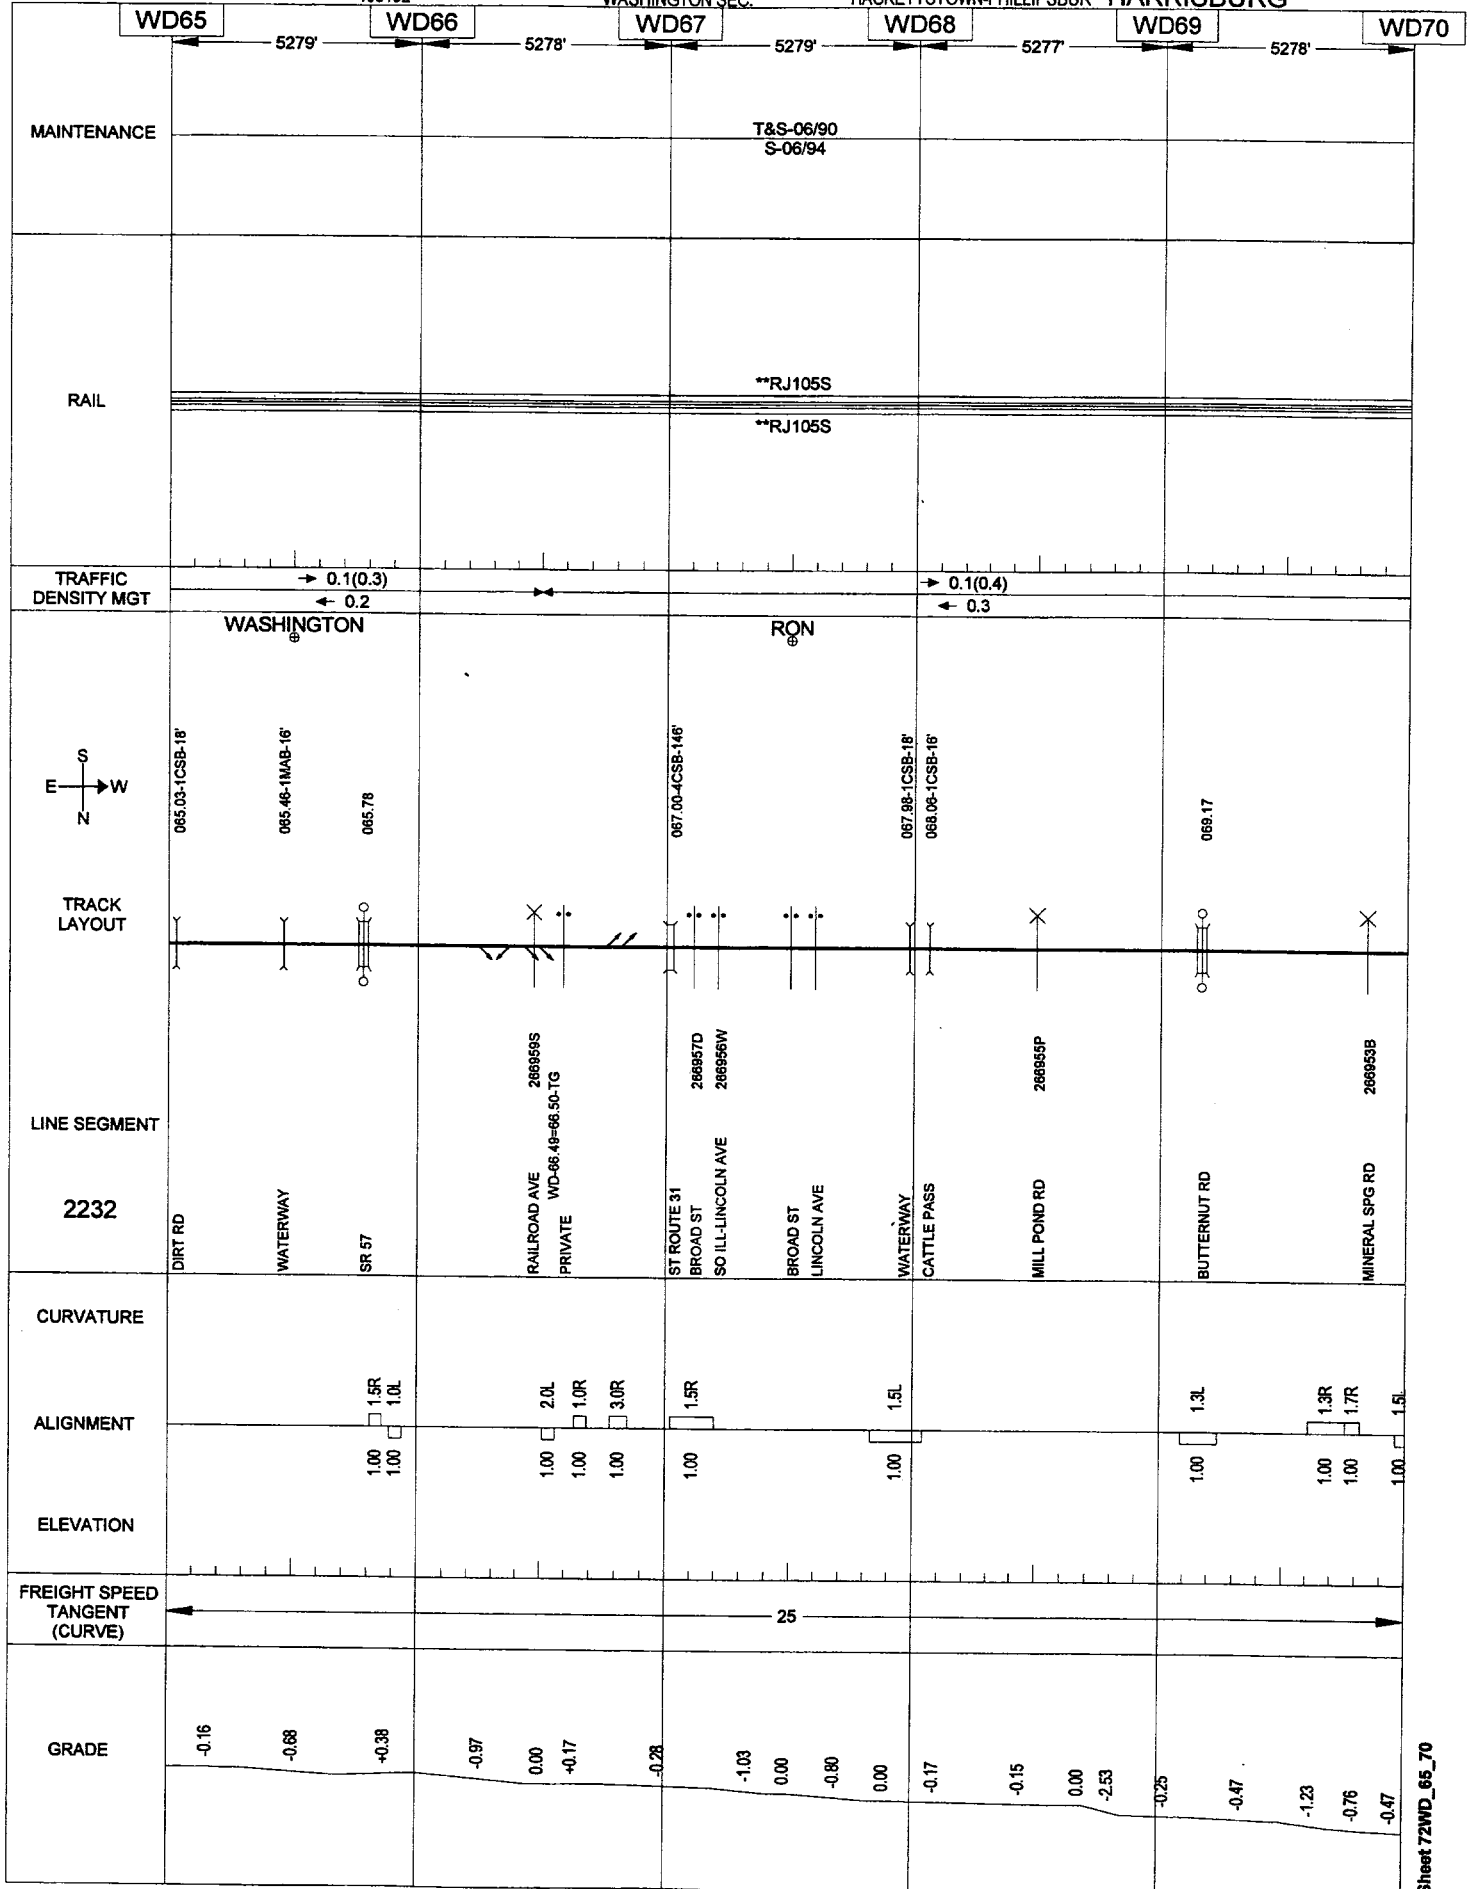 WASHINGTON SEC.
HARRISBURG
WD65
WD66
WD67
WD68
WD69
WD70
5279'
5278'
5279'
5277'
5278'
MAINTENANCE
T&S-06/90
S-06/94
RAIL
**RJ105S
**RJ105S
TRAFFIC
DENSITY MGT
→ 0.1(0.3)
← 0.2
→ 0.1(0.4)
← 0.3
WASHINGTON
RON
S
E
W
N
065.03-1CSB-18'
065.46-1MAB-16'
065.78
067.00-4CSB-146'
067.98-1CSB-18'
068.06-1CSB-16'
069.17
TRACK
LAYOUT
LINE SEGMENT
2232
DIRT RD
WATERWAY
SR 57
RAILROAD AVE 266959S
WD-66.49=66.50-TG
PRIVATE
ST ROUTE 31
BROAD ST 266957D
SO ILL-LINCOLN AVE 266956W
BROAD ST
LINCOLN AVE
WATERWAY
CATTLE PASS
MILL POND RD 266955P
BUTTERNUT RD
MINERAL SPG RD 266953B
CURVATURE
ALIGNMENT
ELEVATION
1.5R
1.0L
2.0L
1.0R
3.0R
1.5R
1.5L
1.3L
1.3R
1.7R
1.5L
1.00
1.00
1.00
1.00
1.00
1.00
1.00
1.00
1.00
1.00
1.00
FREIGHT SPEED
TANGENT
(CURVE)
25
GRADE
-0.16
-0.68
+0.38
-0.97
0.00
+0.17
-0.28
-1.03
0.00
-0.80
0.00
-0.17
-0.15
0.00
-2.53
-0.25
-0.47
-1.23
-0.76
-0.47
Sheet 72WD_65_70